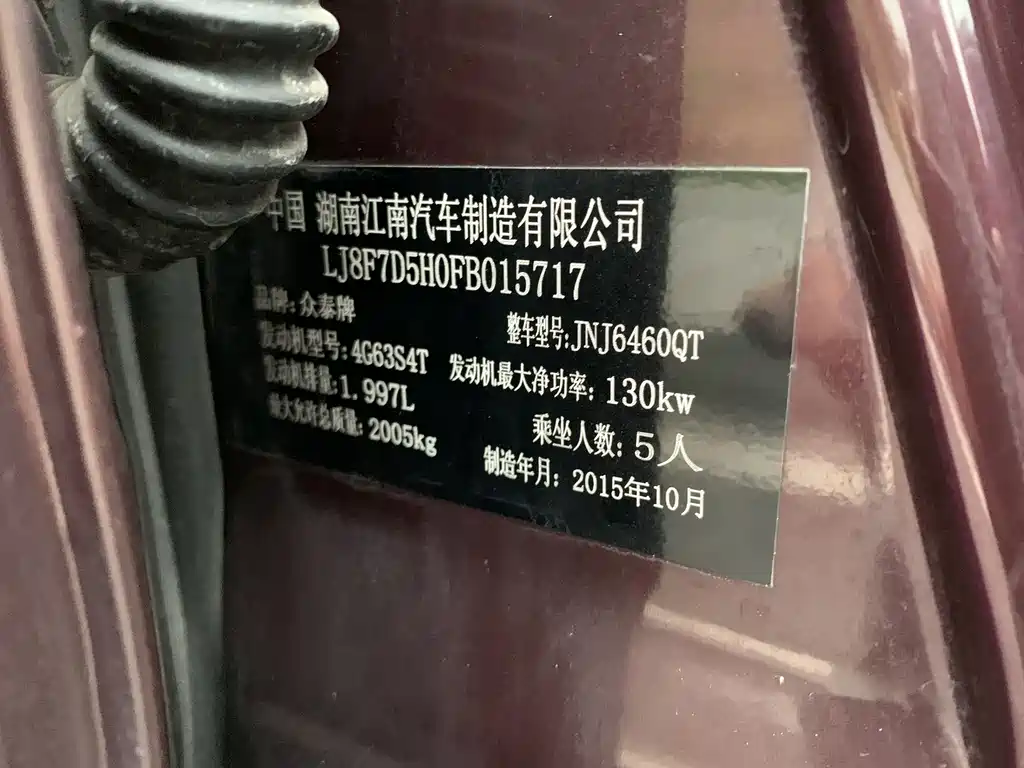 中国 湖南江南汽车制造有限公司
LJ8F7D5H0FB015717
品牌: 众泰牌 整车型号: JNJ6460QT
发动机型号: 4G63S4T 发动机最大净功率: 130kw
发动机排量: 1.997L 乘坐人数: 5人
最大允许总质量: 2005kg 制造年月: 2015年10月